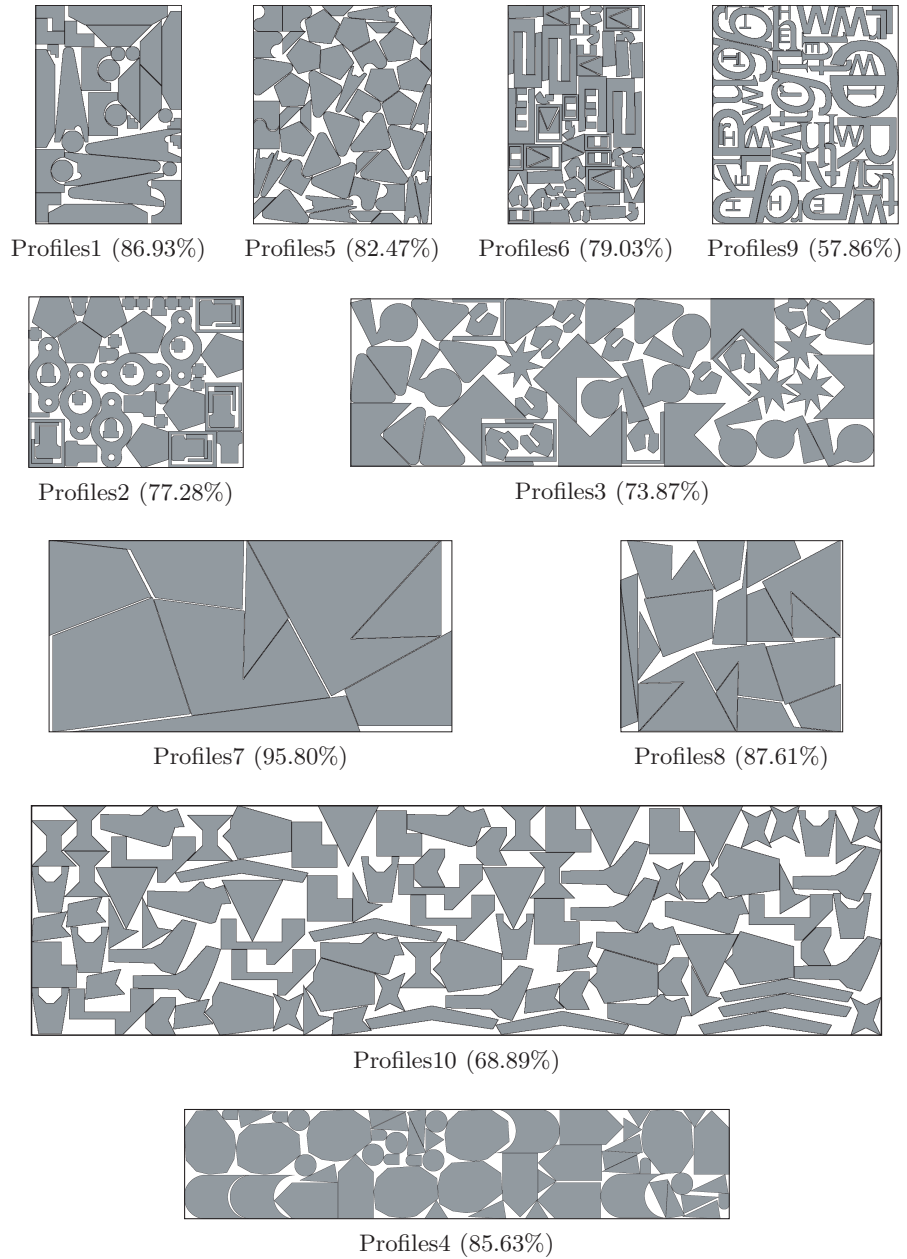 Profiles1 (86.93%) Profiles5 (82.47%) Profiles6 (79.03%) Profiles9 (57.86%)
Profiles2 (77.28%) Profiles3 (73.87%)
Profiles7 (95.80%) Profiles8 (87.61%)
Profiles10 (68.89%)
Profiles4 (85.63%)